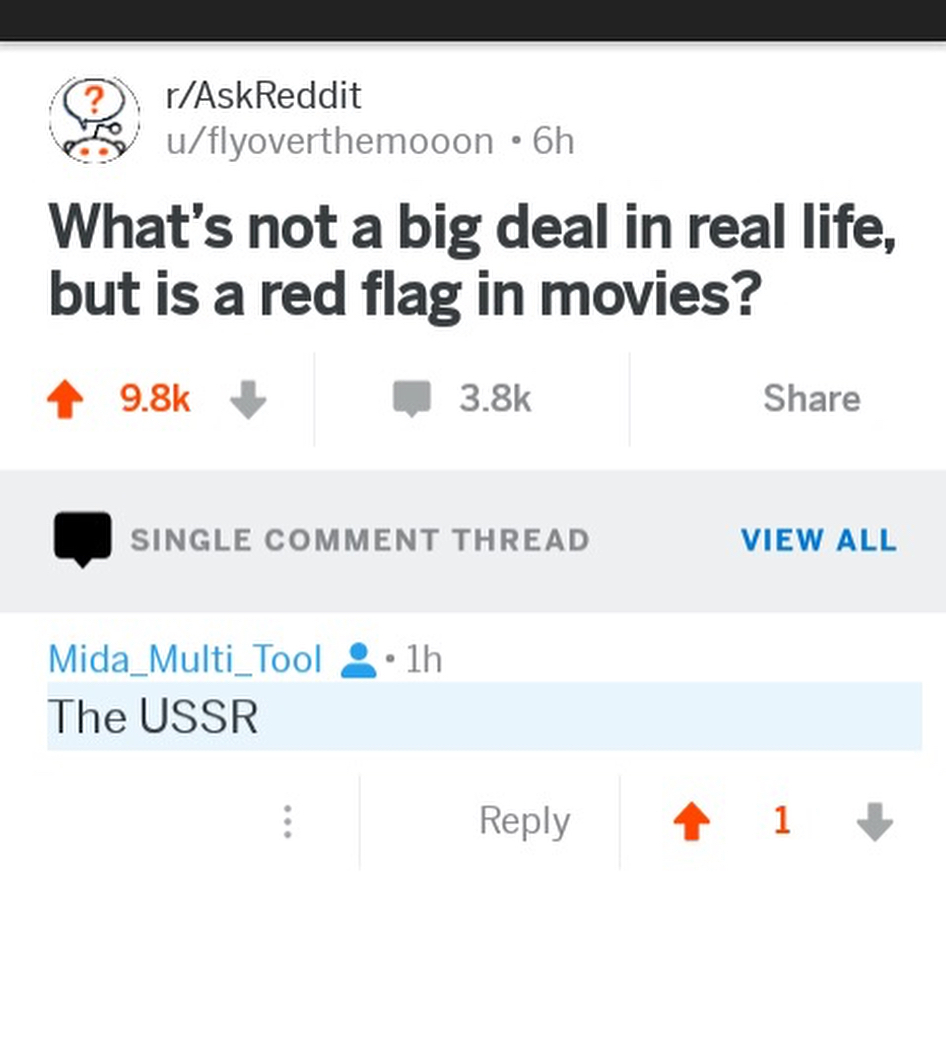 ?
r/AskReddit
u/flyoverthemooon • 6h
What's not a big deal in real life,
but is a red flag in movies?
9.8k
3.8k
Share
SINGLE COMMENT THREAD
VIEW ALL
Mida_Multi_Tool • 1h
The USSR
Reply
1